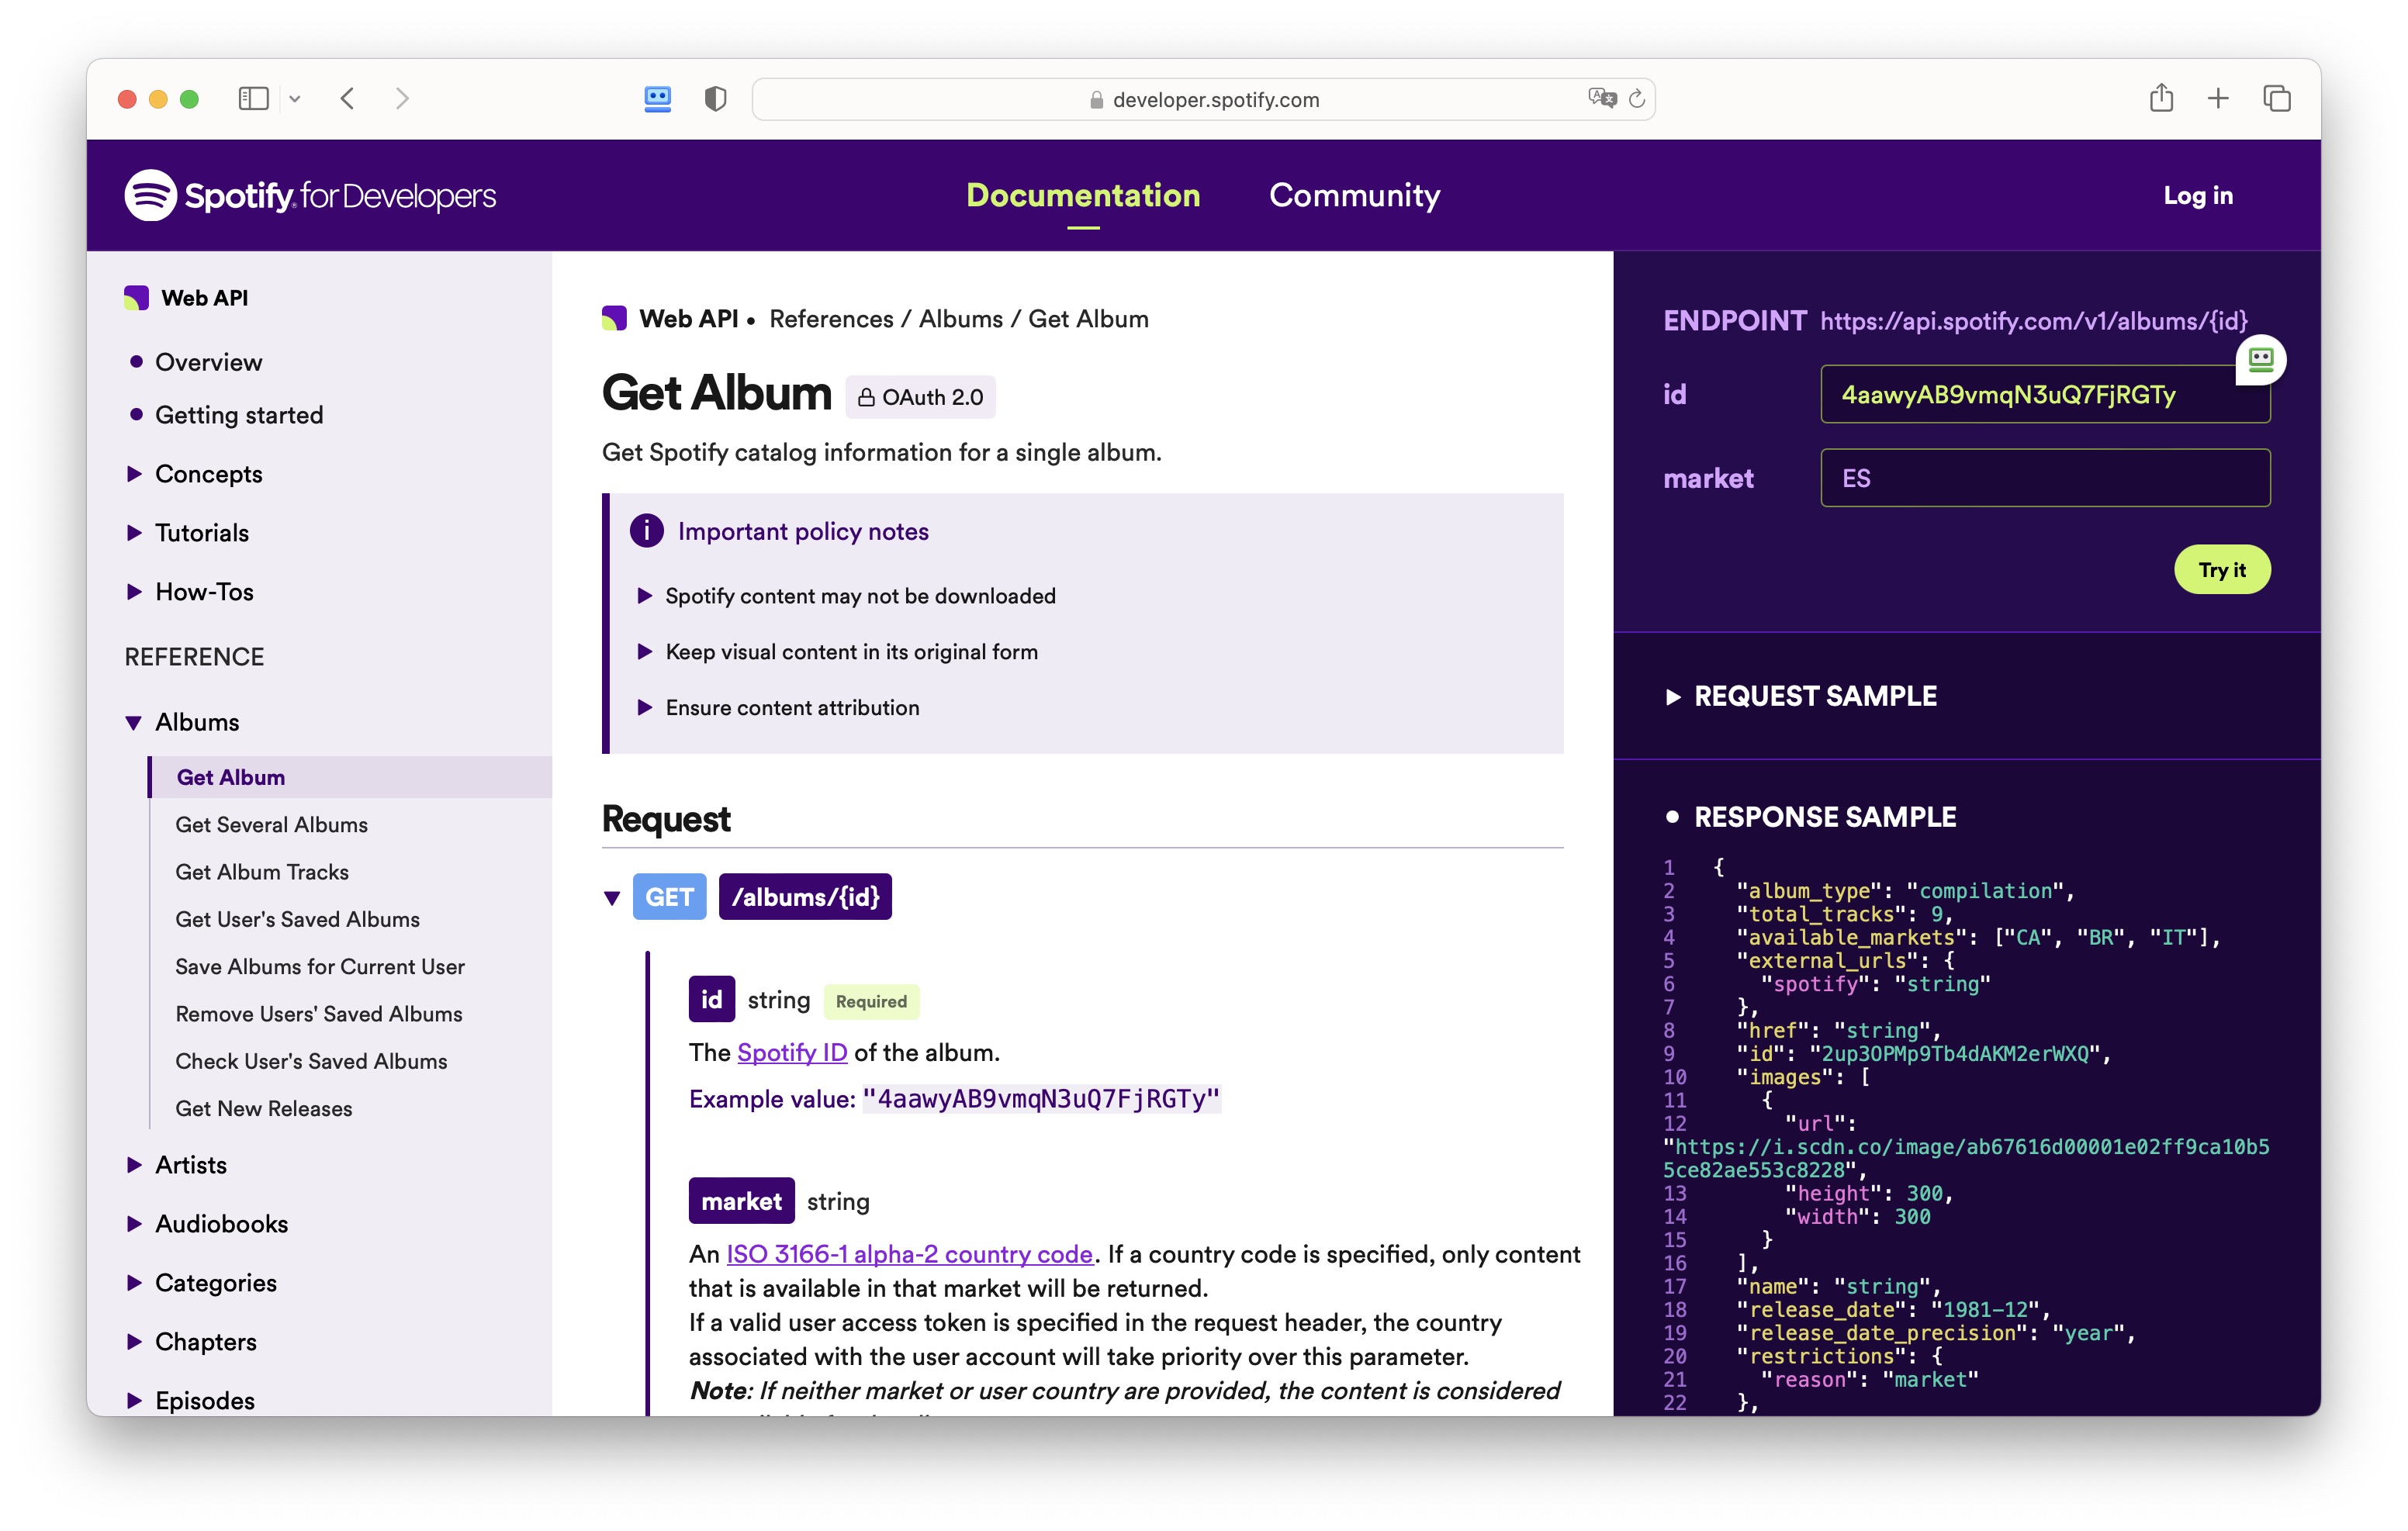 developer.spotify.com
Spotify for Developers
Documentation
Community
Log in
Web API
Overview
Getting started
Concepts
Tutorials
How-Tos
REFERENCE
Albums
Get Album
Get Several Albums
Get Album Tracks
Get User's Saved Albums
Save Albums for Current User
Remove Users' Saved Albums
Check User's Saved Albums
Get New Releases
Artists
Audiobooks
Categories
Chapters
Episodes
Web API • References / Albums / Get Album
Get Album OAuth 2.0
Get Spotify catalog information for a single album.
i Important policy notes
Spotify content may not be downloaded
Keep visual content in its original form
Ensure content attribution
Request
GET /albums/{id}
id string Required
The Spotify ID of the album.
Example value: "4aawyAB9vmqN3uQ7FjRGTy"
market string
An ISO 3166-1 alpha-2 country code. If a country code is specified, only content
that is available in that market will be returned.
If a valid user access token is specified in the request header, the country
associated with the user account will take priority over this parameter.
Note: If neither market or user country are provided, the content is considered
ENDPOINT https://api.spotify.com/v1/albums/{id}
id 4aawyAB9vmqN3uQ7FjRGTy
market ES
Try it
REQUEST SAMPLE
RESPONSE SAMPLE
1 {
2 "album_type": "compilation",
3 "total_tracks": 9,
4 "available_markets": ["CA", "BR", "IT"],
5 "external_urls": {
6 "spotify": "string"
7 },
8 "href": "string",
9 "id": "2up3OPMp9Tb4dAKM2erWXQ",
10 "images": [
11 {
12 "url":
"https://i.scdn.co/image/ab67616d00001e02ff9ca10b5
5ce82ae553c8228",
13 "height": 300,
14 "width": 300
15 }
16 ],
17 "name": "string",
18 "release_date": "1981-12",
19 "release_date_precision": "year",
20 "restrictions": {
21 "reason": "market"
22 },